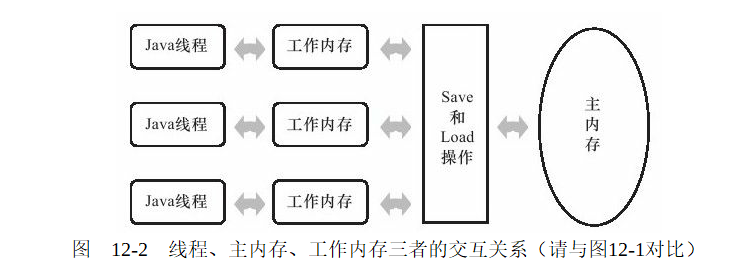 Java线程
工作内存
Java线程
工作内存
Java线程
工作内存
Save
和
Load
操作
主
内
存
图 12-2 线程、主内存、工作内存三者的交互关系（请与图12-1对比）